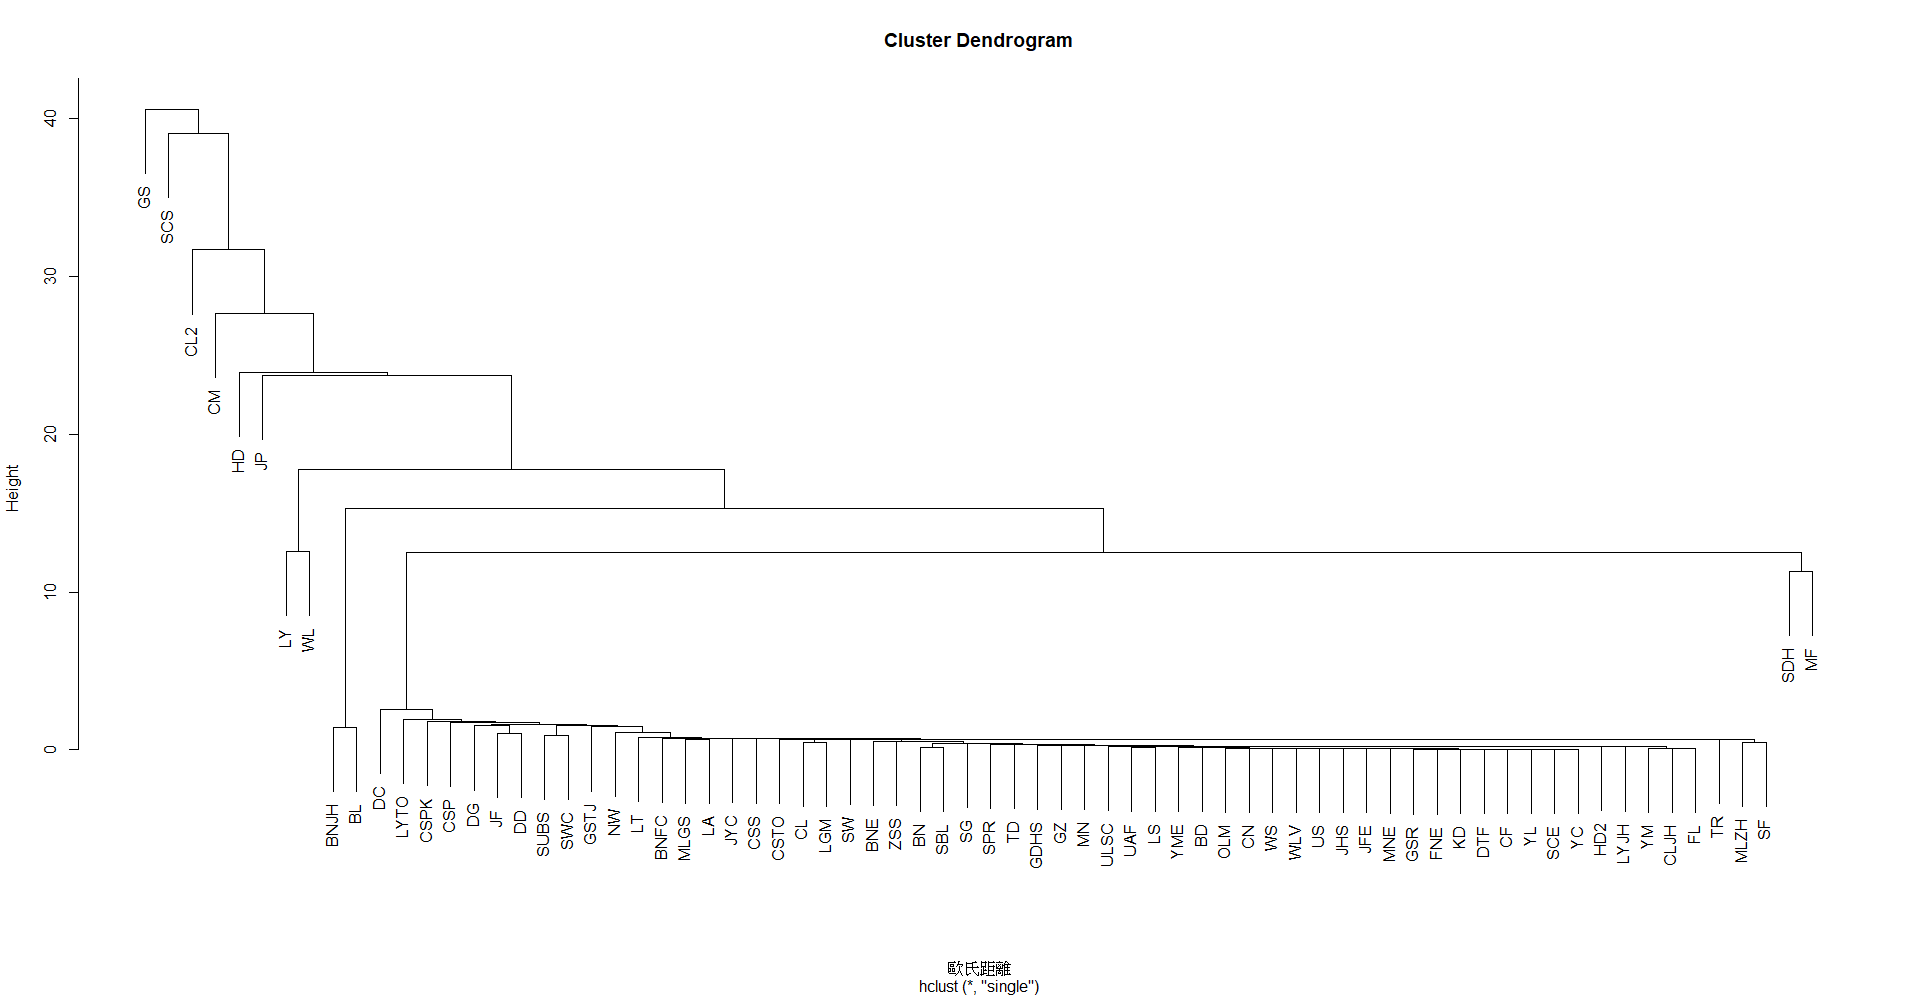 Cluster Dendrogram
Height
40
30
20
10
0
GS
SCS
CL2
CM
HD
JP
LY
WL
BNJH
BL
DC
LYTO
CSPK
CSP
DG
JF
DD
SUBS
SWC
GSTJ
NW
LT
BNFC
MLGS
LA
JYC
CSS
CSTO
CL
LGM
SW
BNE
ZSS
BN
SBL
SG
SPR
TD
GDHS
GZ
MN
ULSC
UAF
LS
YME
BD
OLM
CN
WS
WLV
US
JHS
JFE
MNE
GSR
FNE
KD
DTF
CF
YL
SCE
YC
HD2
LYJH
YM
CLJH
FL
TR
MLZH
SF
SDH
MF
歐氏距離
hclust (*, "single")